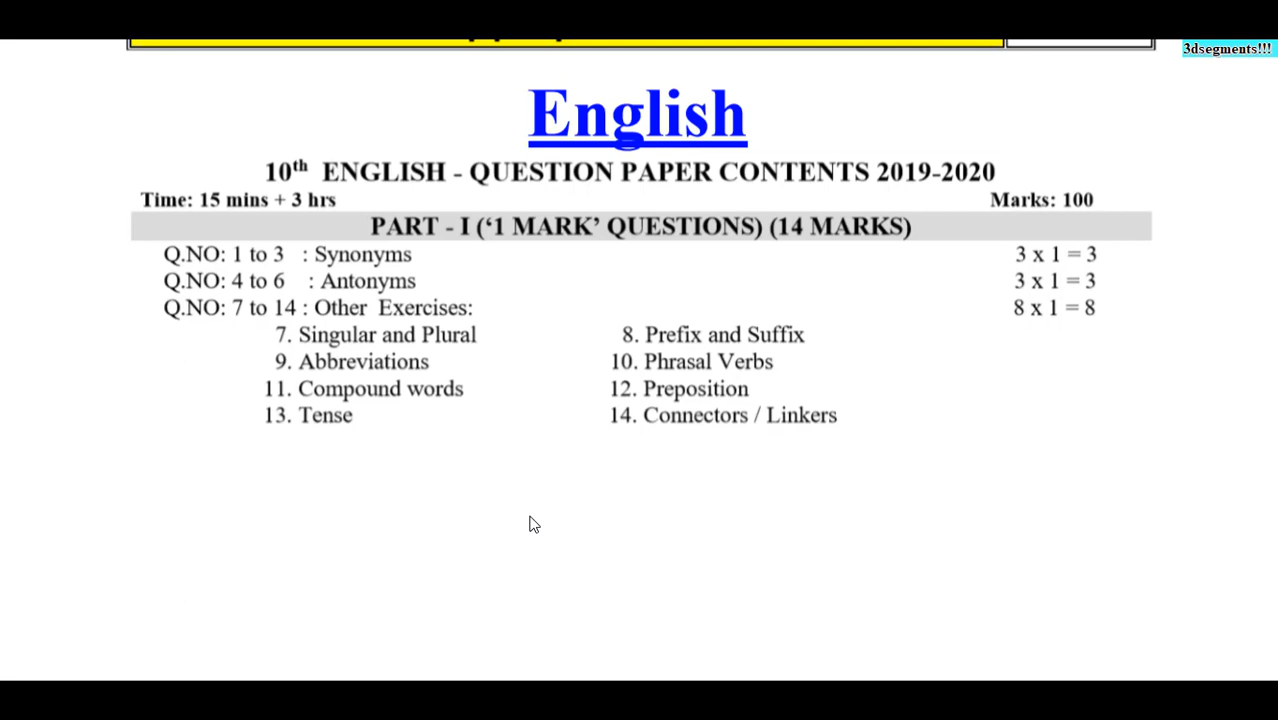 3dsegments!!!
English
10th ENGLISH - QUESTION PAPER CONTENTS 2019-2020
Time: 15 mins + 3 hrs Marks: 100
PART - I (‘1 MARK’ QUESTIONS) (14 MARKS)
Q.NO: 1 to 3 : Synonyms 3 x 1 = 3
Q.NO: 4 to 6 : Antonyms 3 x 1 = 3
Q.NO: 7 to 14 : Other Exercises: 8 x 1 = 8
7. Singular and Plural 8. Prefix and Suffix
9. Abbreviations 10. Phrasal Verbs
11. Compound words 12. Preposition
13. Tense 14. Connectors / Linkers